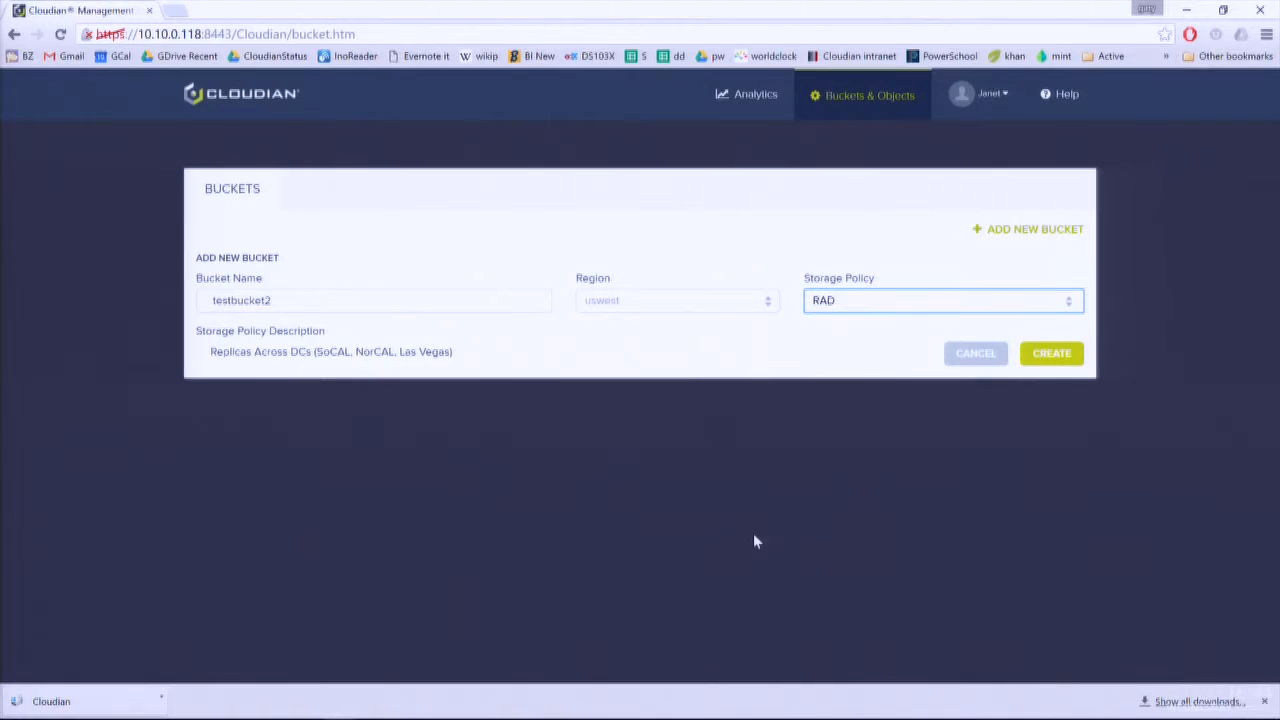 Cloudian® Management
guy
https://10.10.0.118:8443/Cloudian/bucket.htm
BZ Gmail GCal GDrive Recent CloudianStatus InoReader Evernote it wikip BI New DS103X S dd pw worldclock Cloudian intranet PowerSchool khan mint Active » Other bookmarks
CLOUDIAN® Analytics Buckets & Objects Janet Help
BUCKETS
+ ADD NEW BUCKET
ADD NEW BUCKET
Bucket Name Region Storage Policy
testbucket2 uswest RAD
Storage Policy Description
Replicas Across DCs (SoCAL, NorCAL, Las Vegas)
CANCEL CREATE
Cloudian Show all downloads...